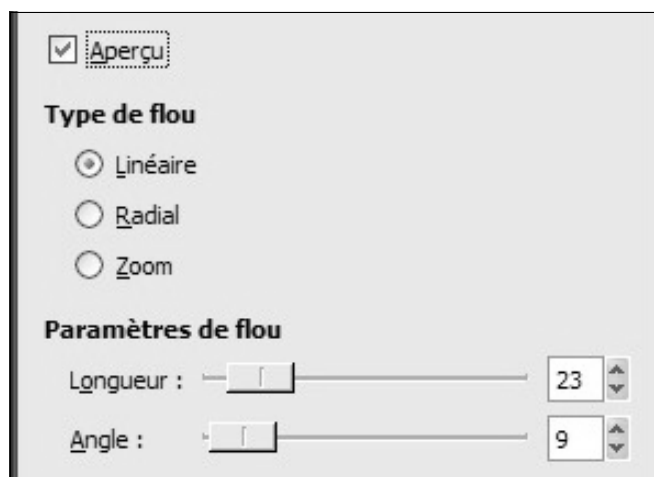 Aperçu
Type de flou
Linéaire
Radial
Zoom
Paramètres de flou
Longueur : 23
Angle : 9